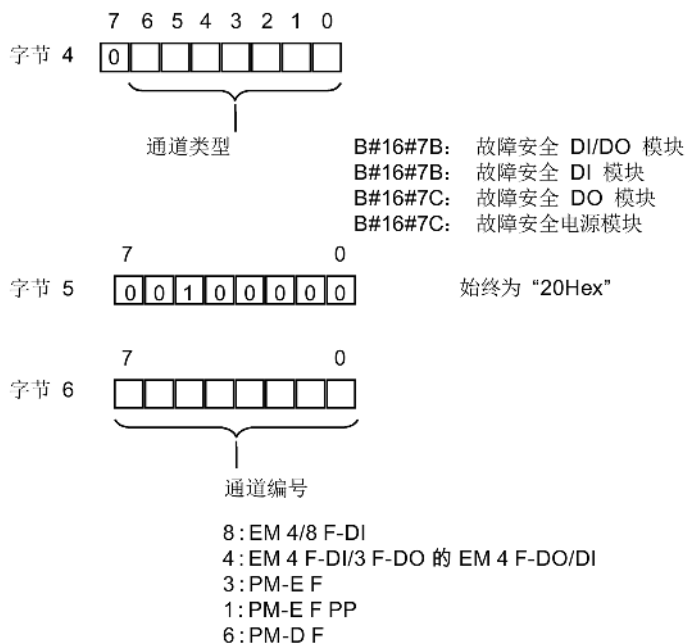 7 6 5 4 3 2 1 0
字节 4 0
通道类型
B#16#7B: 故障安全 DI/DO 模块
B#16#7B: 故障安全 DI 模块
B#16#7C: 故障安全 DO 模块
B#16#7C: 故障安全电源模块
7 0
字节 5 0 0 1 0 0 0 0 0 始终为 “20Hex”
7 0
字节 6
通道编号
8:EM 4/8 F-DI
4:EM 4 F-DI/3 F-DO 的 EM 4 F-DO/DI
3:PM-E F
1:PM-E F PP
6:PM-D F